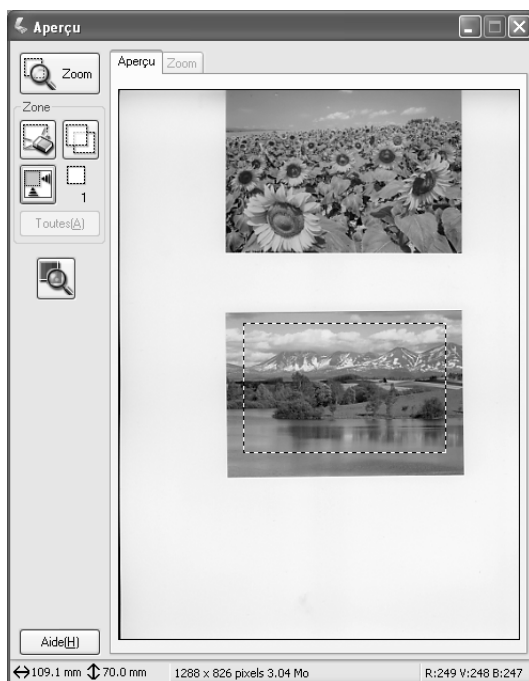 Aperçu
Zoom
Aperçu Zoom
Zone
1
Toutes(A)
Aide(H)
109.1 mm 70.0 mm 1288 x 826 pixels 3.04 Mo R:249 V:248 B:247